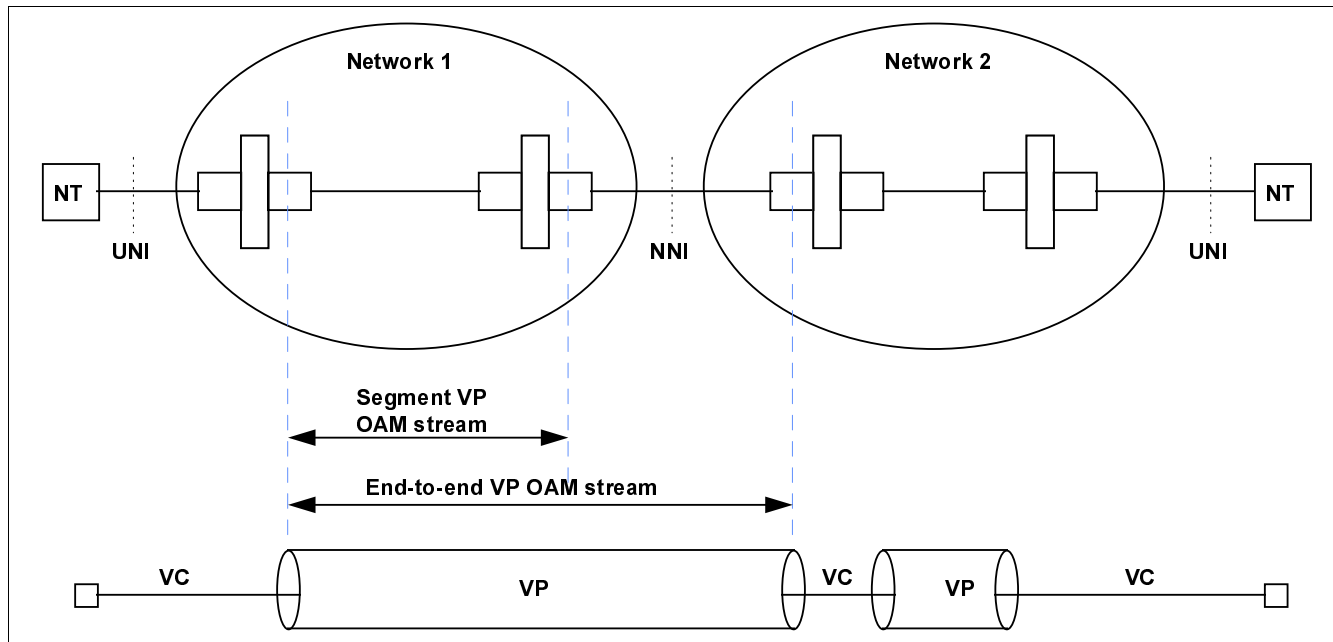 Network 1
Network 2
NT
NT
UNI
NNI
UNI
Segment VP
OAM stream
End-to-end VP OAM stream
VC
VP
VC
VP
VC